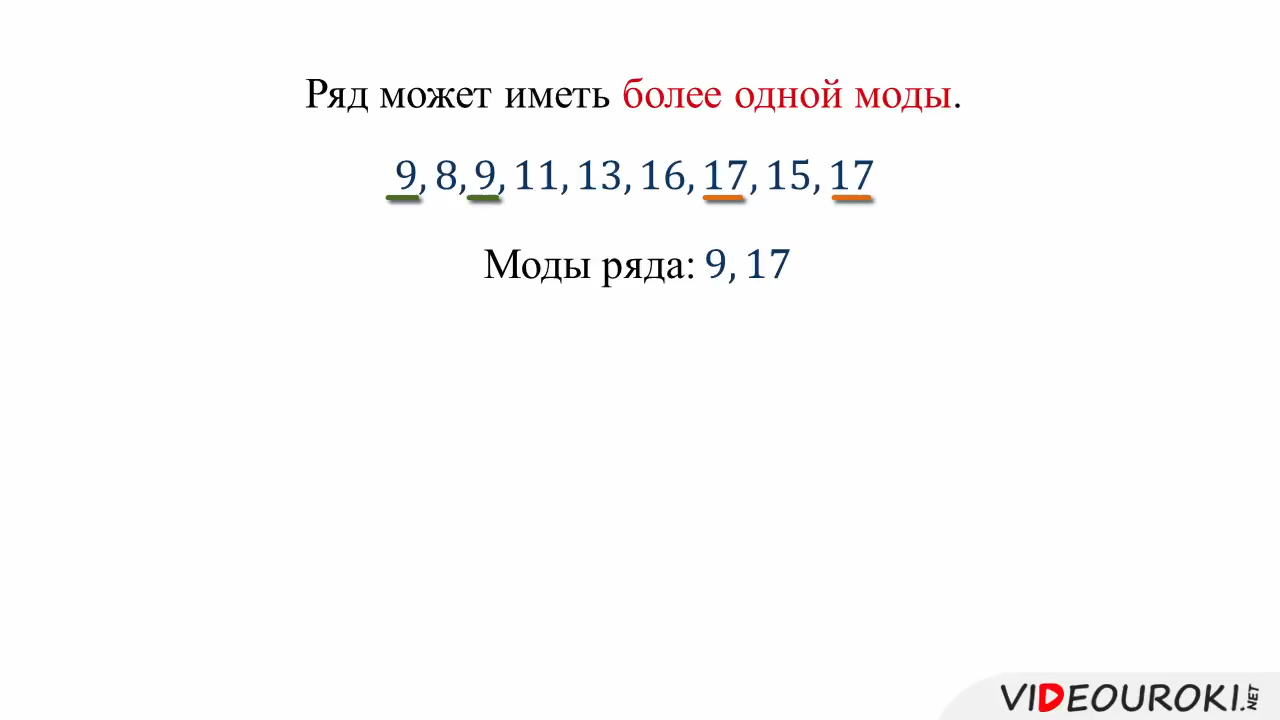 Ряд может иметь более одной моды.
9, 8, 9, 11, 13, 16, 17, 15, 17
Моды ряда: 9, 17
VIDEOUROKI.NET